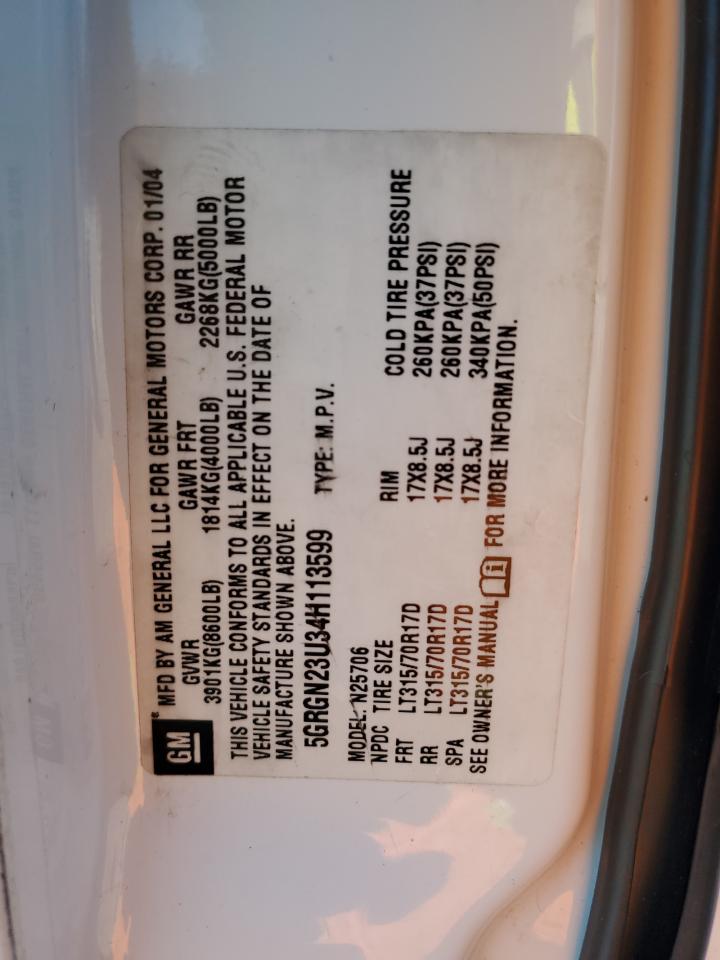 GM MFD BY AM GENERAL LLC FOR GENERAL MOTORS CORP. 01/04
GVWR GAWR FRT GAWR RR
3901KG(8600LB) 1814KG(4000LB) 2268KG(5000LB)
THIS VEHICLE CONFORMS TO ALL APPLICABLE U.S. FEDERAL MOTOR
VEHICLE SAFETY STANDARDS IN EFFECT ON THE DATE OF
MANUFACTURE SHOWN ABOVE.
5GRGN23U34H113599 TYPE: M.P.V.
MODEL: N25706
NPDC TIRE SIZE RIM COLD TIRE PRESSURE
FRT LT315/70R17D 17X8.5J 260KPA(37PSI)
RR LT315/70R17D 17X8.5J 260KPA(37PSI)
SPA LT315/70R17D 17X8.5J 340KPA(50PSI)
SEE OWNER'S MANUAL i FOR MORE INFORMATION.